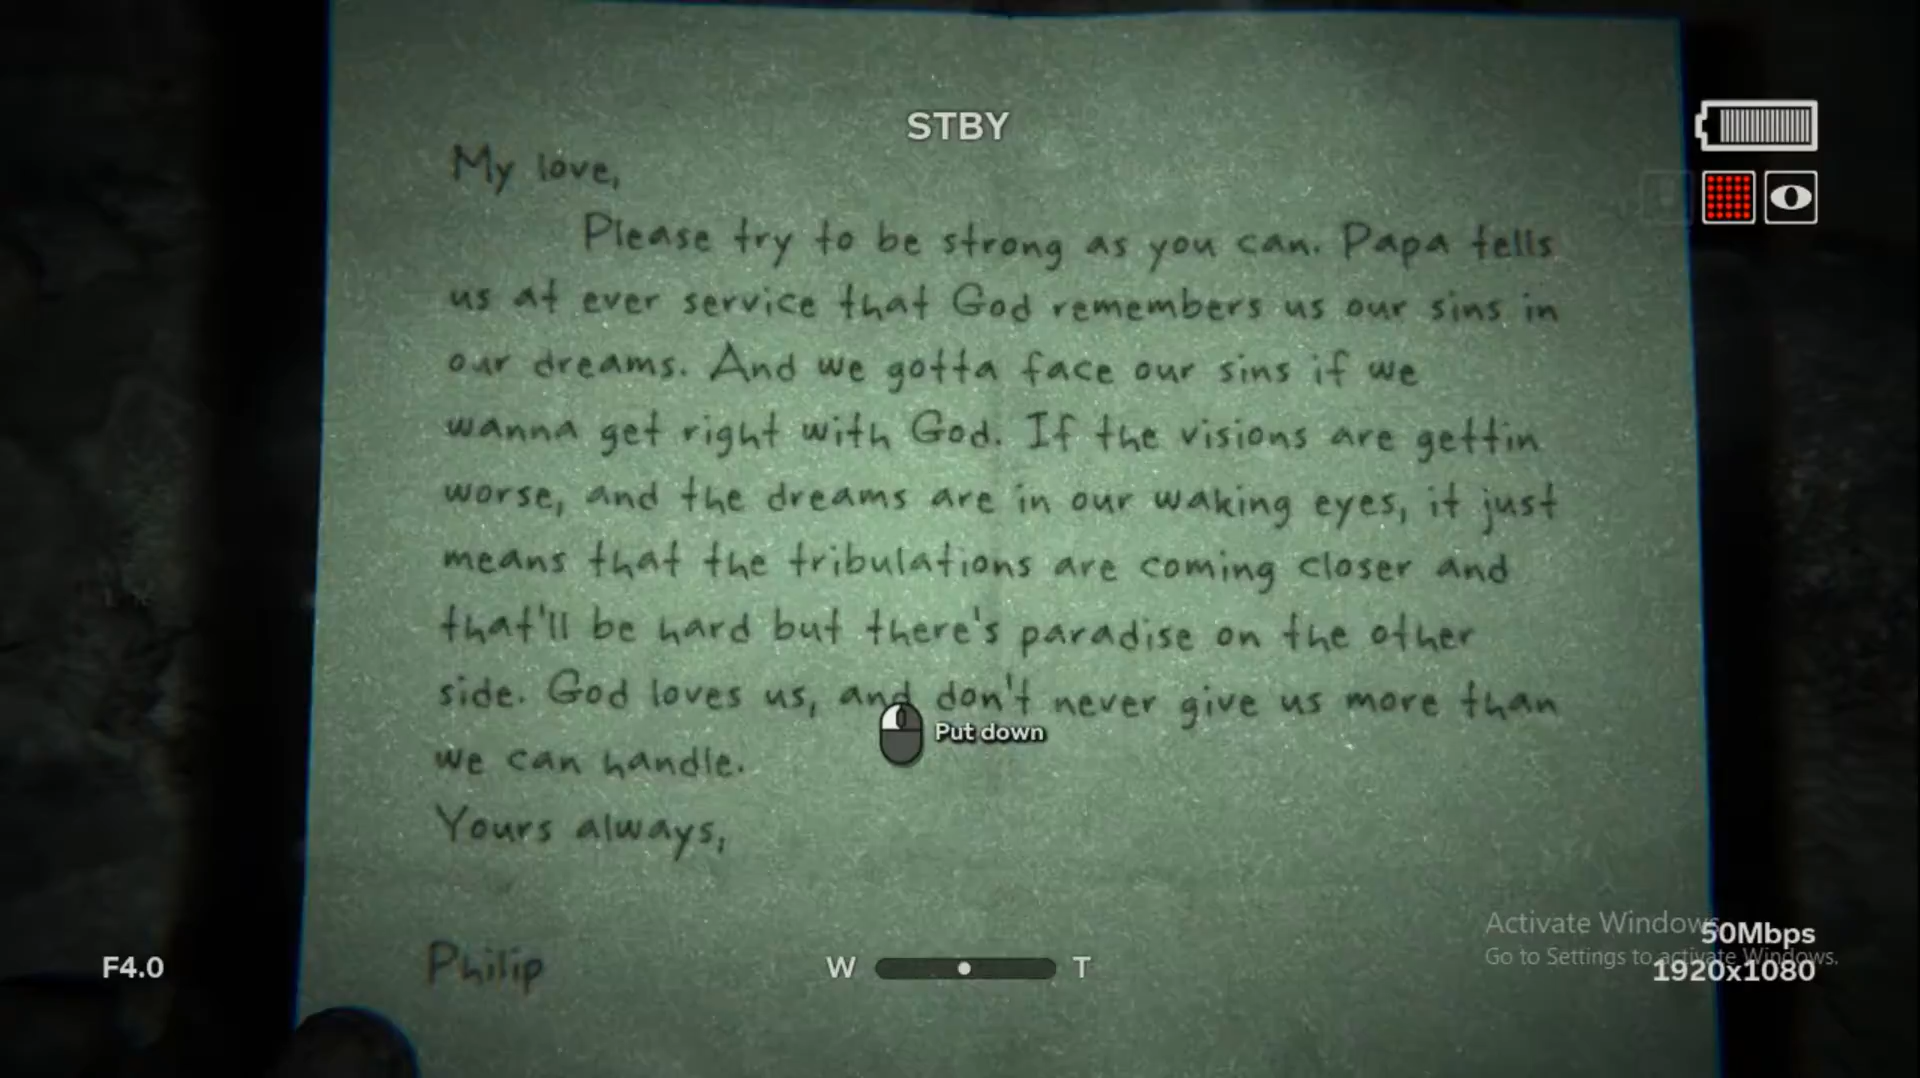 STBY
My love,
Please try to be strong as you can. Papa tells
us at ever service that God remembers us our sins in
our dreams. And we gotta face our sins if we
wanna get right with God. If the visions are gettin
worse, and the dreams are in our waking eyes, it just
means that the tribulations are coming closer and
that'll be hard but there's paradise on the other
side. God loves us, and don't never give us more than
Put down
we can handle.
Yours always,
Philip
Activate Windows
Go to Settings to activate Windows.
50Mbps
1920x1080
F4.0
W T